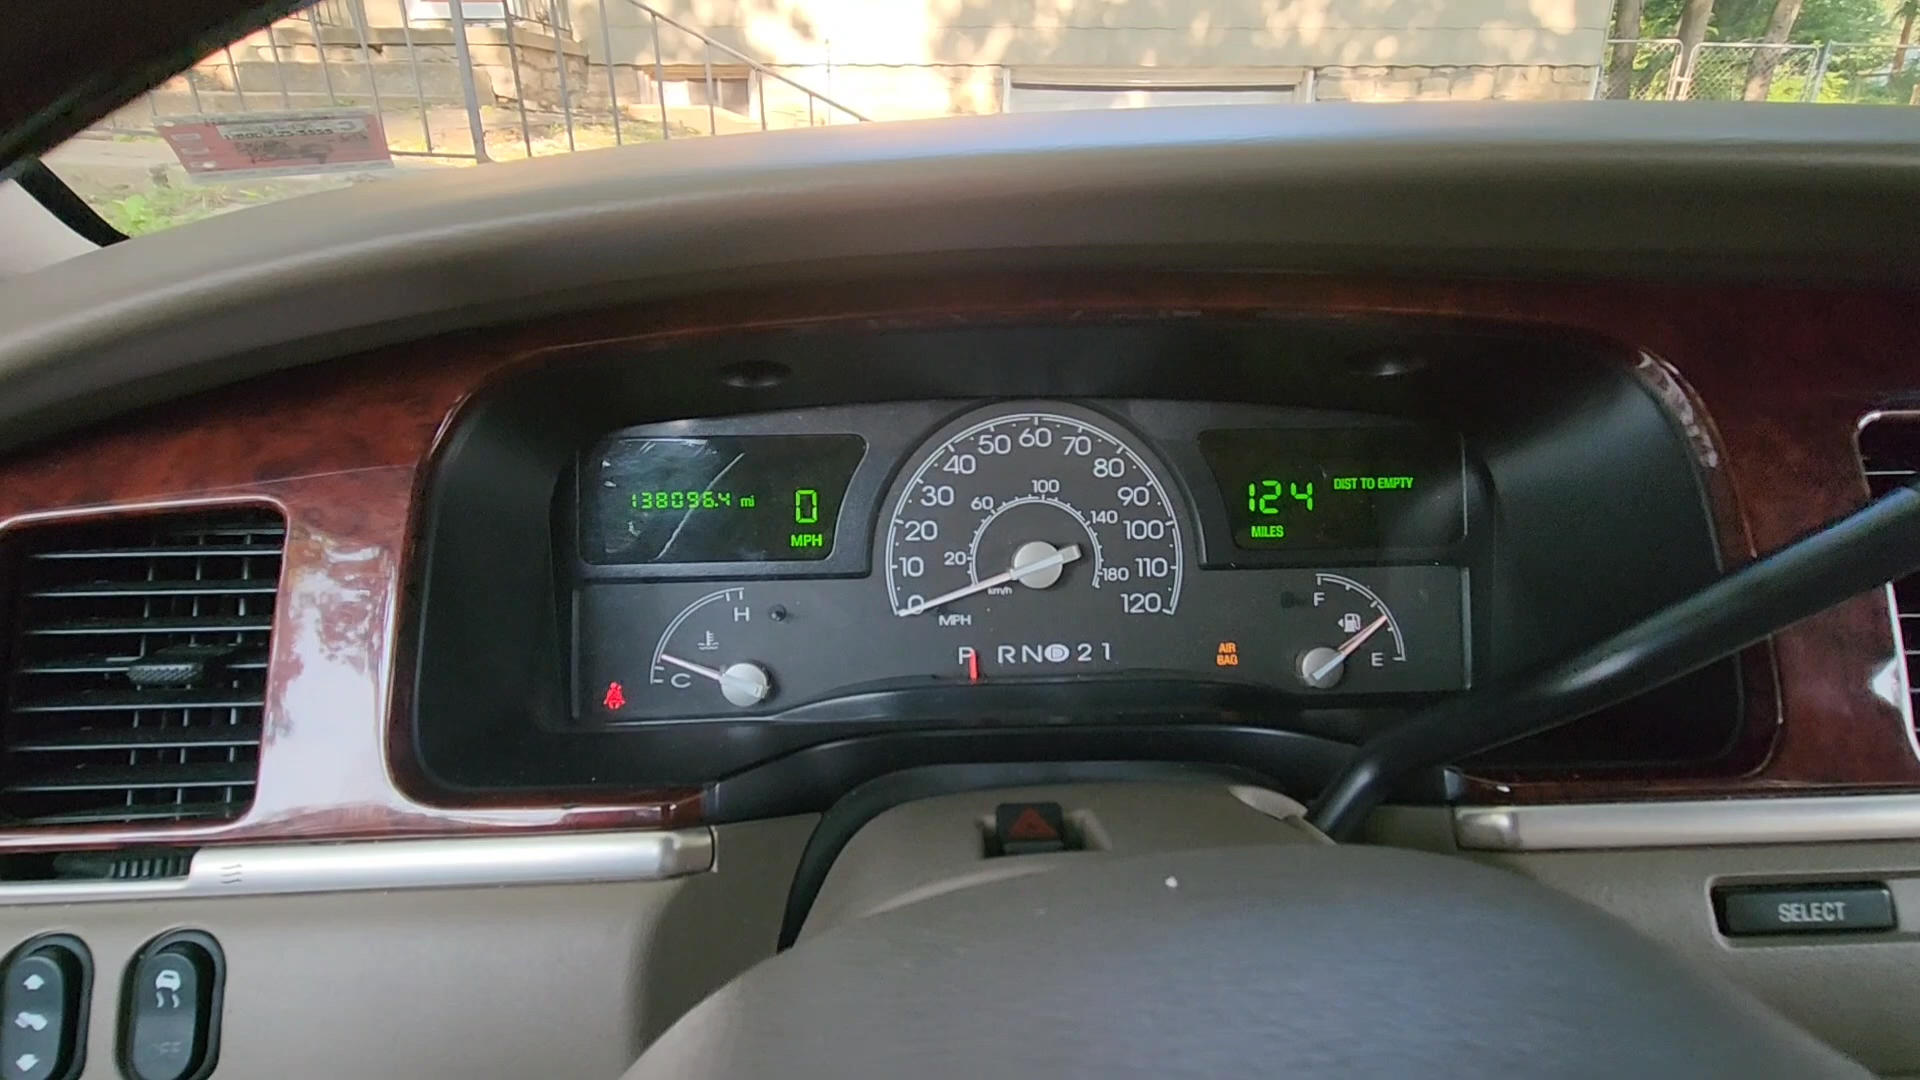 138096.4 mi
0
MPH
0 10 20 30 40 50 60 70 80 90 100 110 120
20 60 100 140 180
km/h
MPH
124
DIST TO EMPTY
MILES
H
C
P R N D 2 1
AIR
BAG
F
E
SELECT
OFF